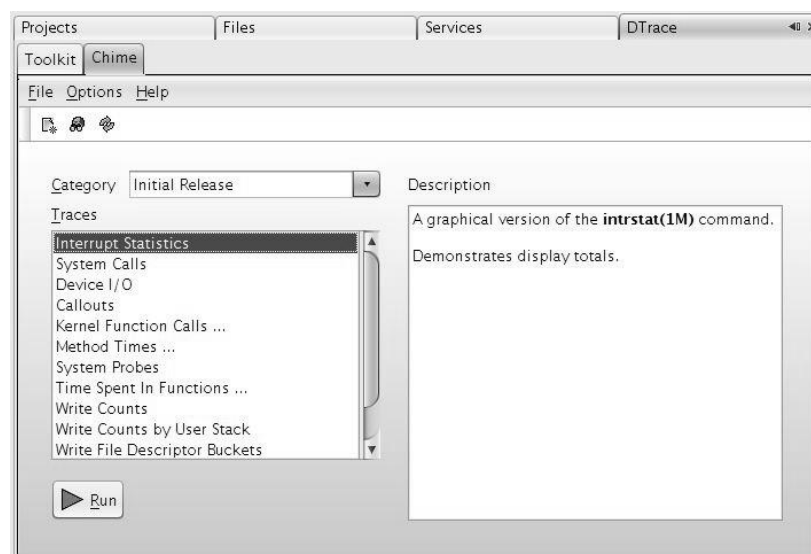 Projects Files Services DTrace
Toolkit Chime
File Options Help
Category Initial Release
Description
Traces
A graphical version of the intrstat(1M) command.
Demonstrates display totals.
Interrupt Statistics
System Calls
Device I/O
Callouts
Kernel Function Calls ...
Method Times ...
System Probes
Time Spent In Functions ...
Write Counts
Write Counts by User Stack
Write File Descriptor Buckets
Run